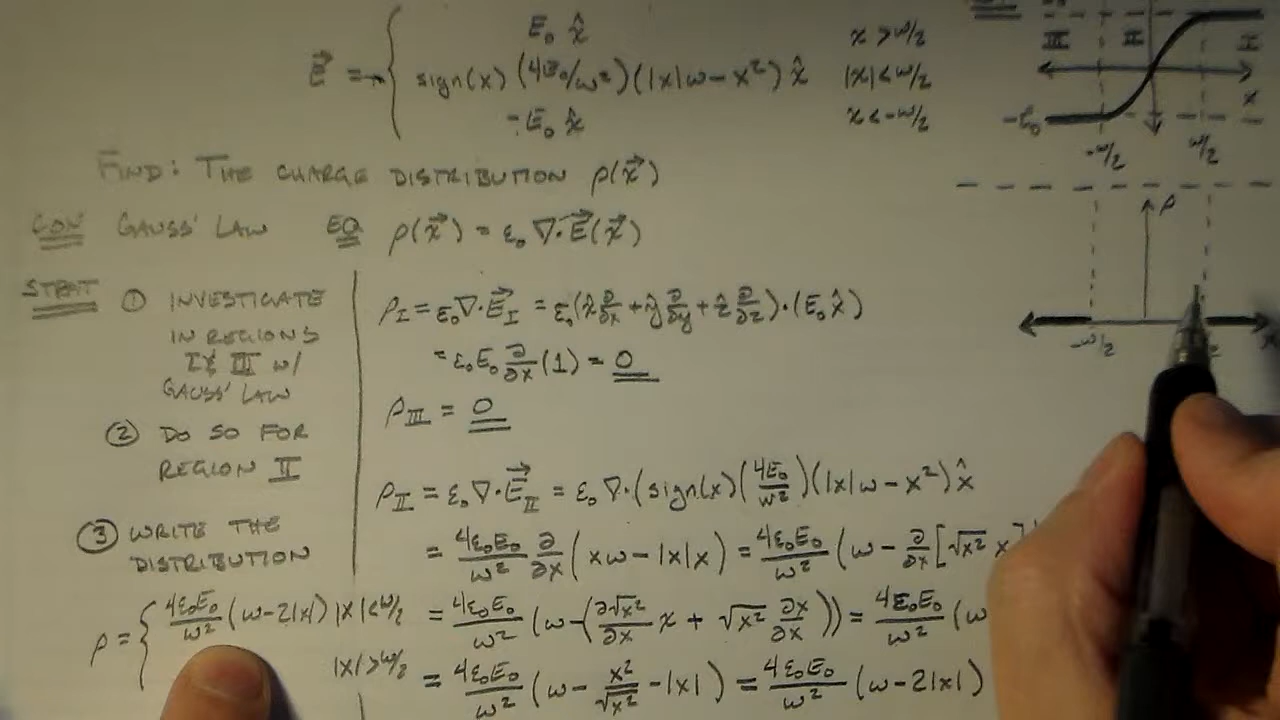 E⃗ = { E₀ x̂   x > w/2
sign(x) (4E₀/w²)(|x|w - x²) x̂   |x| < w/2
-E₀ x̂   x < -w/2
III II I
x
-E₀
-w/2 w/2
FIND: THE CHARGE DISTRIBUTION ρ(x⃗)
CON GAUSS' LAW EQ ρ(x⃗) = ε₀ ∇·E⃗(x⃗)
ρ
-w/2
STRAT ① INVESTIGATE
IN REGIONS
I & III w/
GAUSS' LAW
② DO SO FOR
REGION II
③ WRITE THE
DISTRIBUTION
ρ = { 4ε₀E₀/w² (w-2|x|) |x| < w/2
|x| > w/2
ρ_I = ε₀∇·E⃗_I = ε₀(x̂ ∂/∂x + ŷ ∂/∂y + ẑ ∂/∂z)·(E₀x̂)
= ε₀E₀ ∂/∂x (1) = 0
ρ_III = 0
ρ_II = ε₀∇·E⃗_II = ε₀ ∇·(sign(x)(4E₀/w²)(|x|w - x²)x̂
= 4ε₀E₀/w² ∂/∂x (xw - |x|x) = 4ε₀E₀/w² (w - ∂/∂x [√x² x]
= 4ε₀E₀/w² (w - (∂√x²/∂x x + √x² ∂x/∂x)) = 4ε₀E₀/w² (w
= 4ε₀E₀/w² (w - x²/√x² - |x|) = 4ε₀E₀/w² (w - 2|x|)